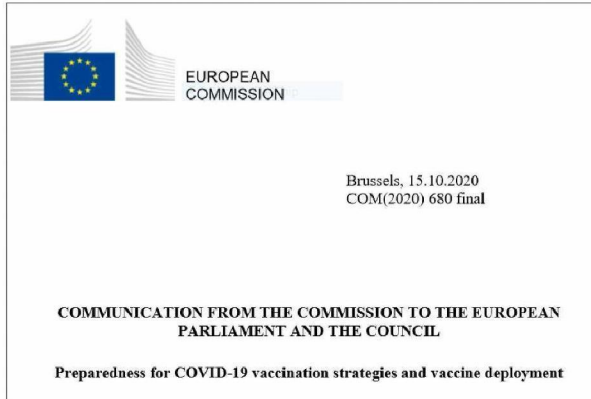 EUROPEAN
COMMISSION
Brussels, 15.10.2020
COM(2020) 680 final
COMMUNICATION FROM THE COMMISSION TO THE EUROPEAN
PARLIAMENT AND THE COUNCIL
Preparedness for COVID-19 vaccination strategies and vaccine deployment